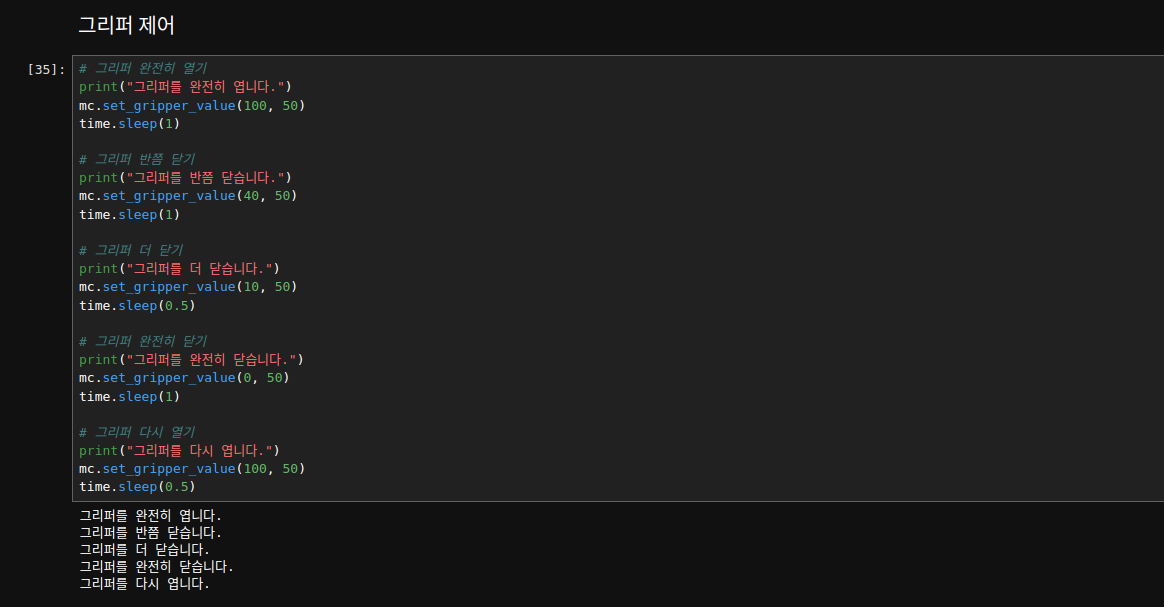 그리퍼 제어
[35]:
# 그리퍼 완전히 열기
print("그리퍼를 완전히 엽니다.")
mc.set_gripper_value(100, 50)
time.sleep(1)
# 그리퍼 반쯤 닫기
print("그리퍼를 반쯤 닫습니다.")
mc.set_gripper_value(40, 50)
time.sleep(1)
# 그리퍼 더 닫기
print("그리퍼를 더 닫습니다.")
mc.set_gripper_value(10, 50)
time.sleep(0.5)
# 그리퍼 완전히 닫기
print("그리퍼를 완전히 닫습니다.")
mc.set_gripper_value(0, 50)
time.sleep(1)
# 그리퍼 다시 열기
print("그리퍼를 다시 엽니다.")
mc.set_gripper_value(100, 50)
time.sleep(0.5)
그리퍼를 완전히 엽니다.
그리퍼를 반쯤 닫습니다.
그리퍼를 더 닫습니다.
그리퍼를 완전히 닫습니다.
그리퍼를 다시 엽니다.